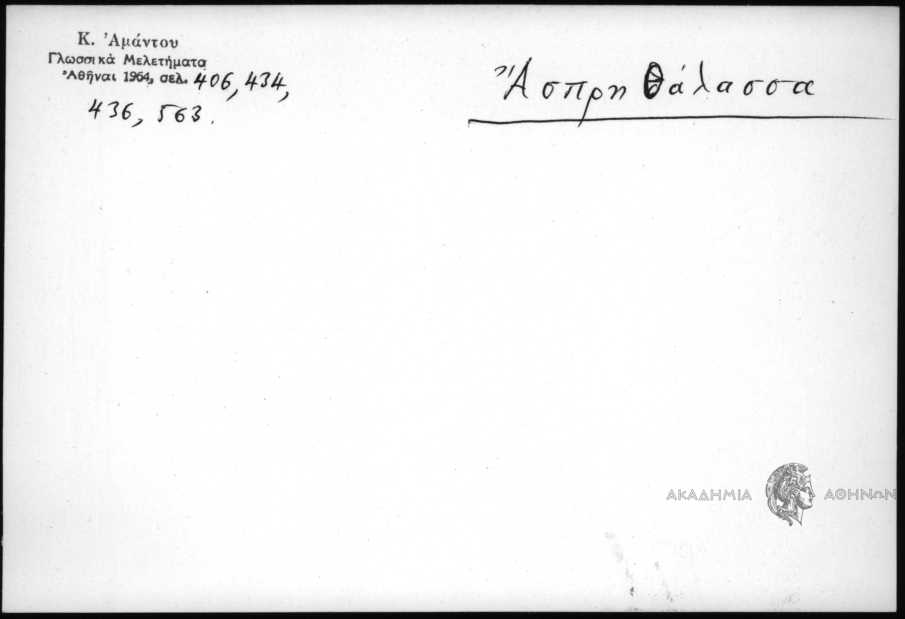 Κ. Ἀμάντου
Γλωσσικὰ Μελετήματα
Ἀθῆναι 1964, σελ. 406, 434,
436, 563.
Ἄσπρη Θάλασσα
ΑΚΑΔΗΜΙΑ ΑΘΗΝΩΝ